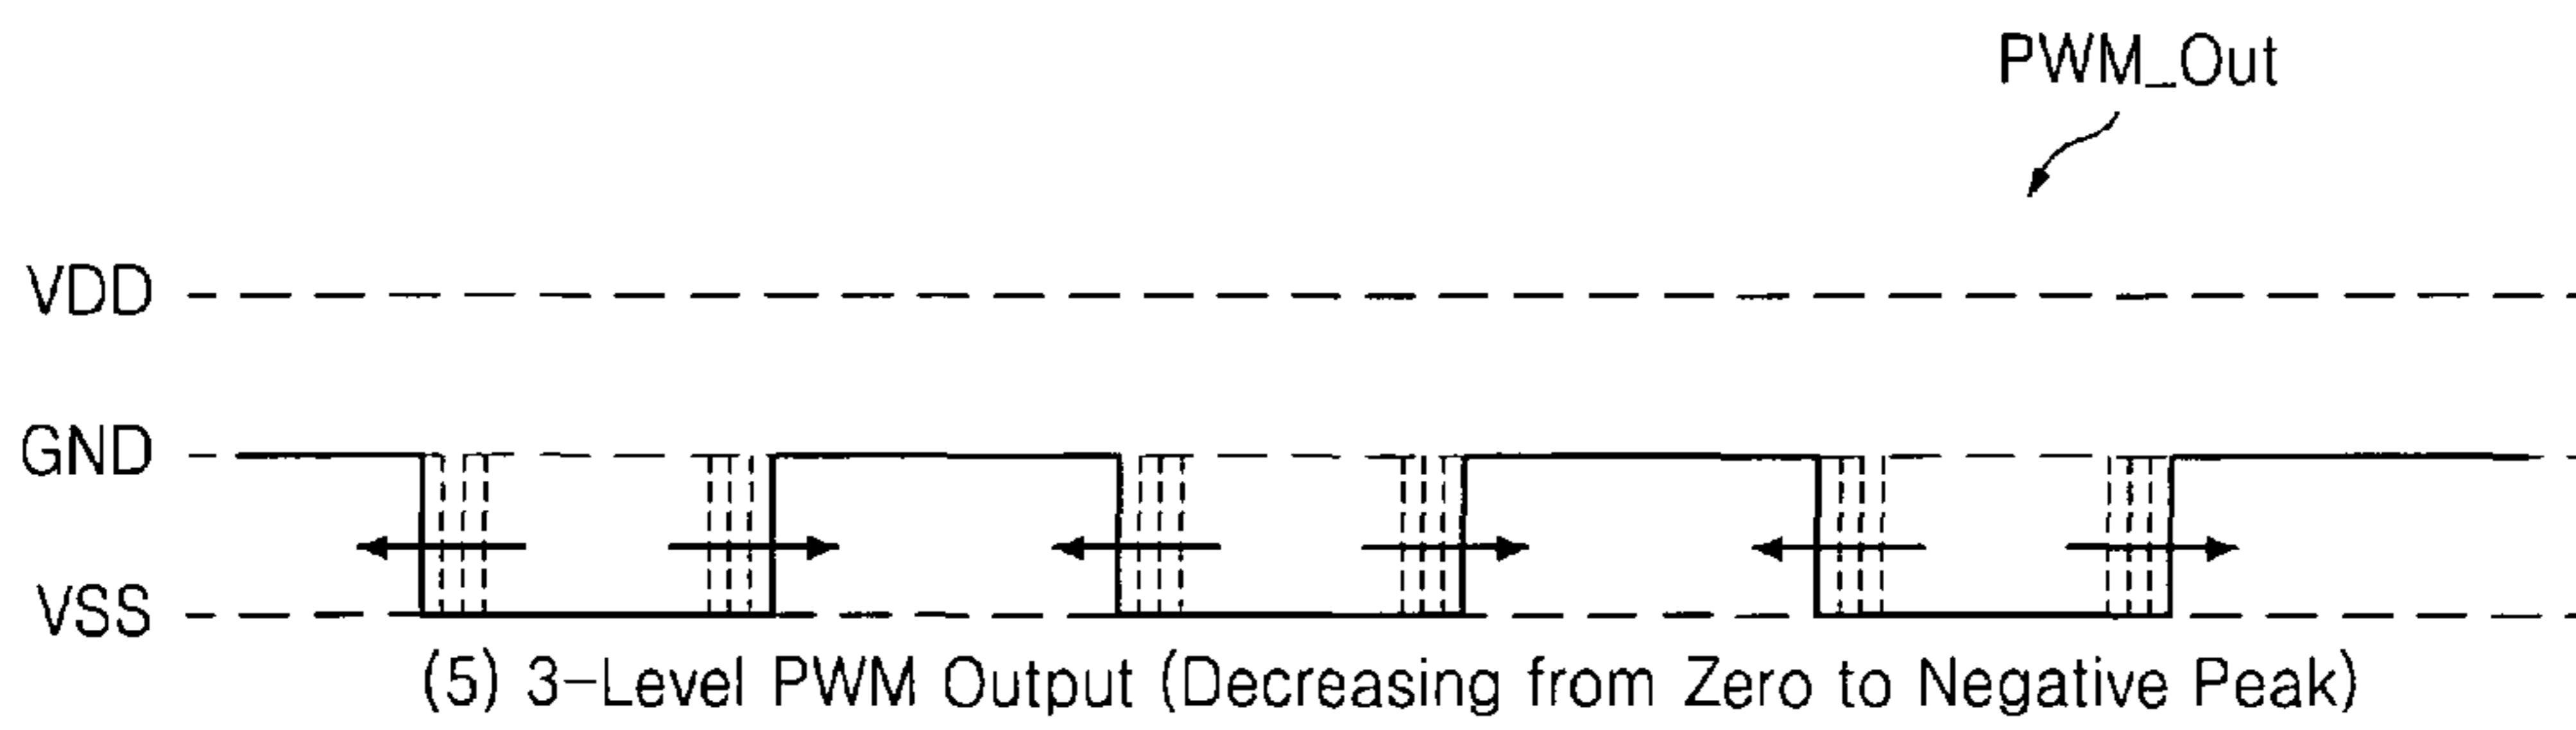 PWM_Out
VDD
GND
VSS
(5) 3-Level PWM Output (Decreasing from Zero to Negative Peak)